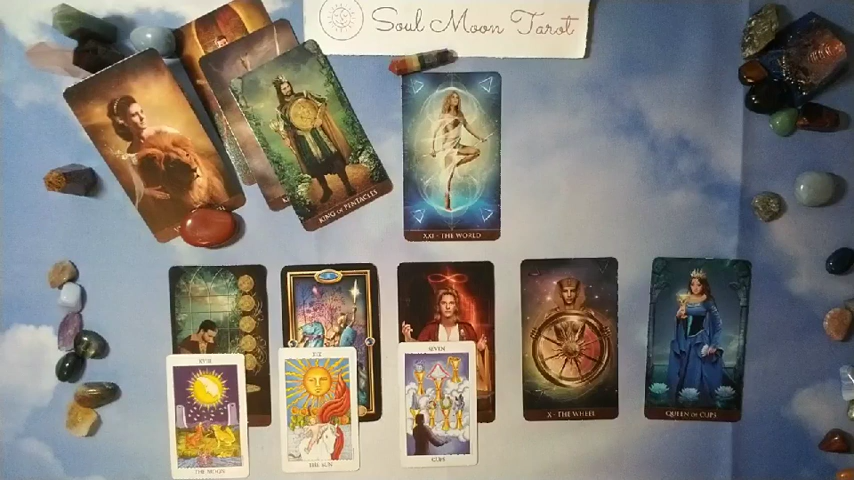 Soul Moon Tarot
KING OF PENTACLES
XXI - THE WORLD
XVIII
THE MOON
XIX
THE SUN
SEVEN
CUPS
X - THE WHEEL
QUEEN OF CUPS